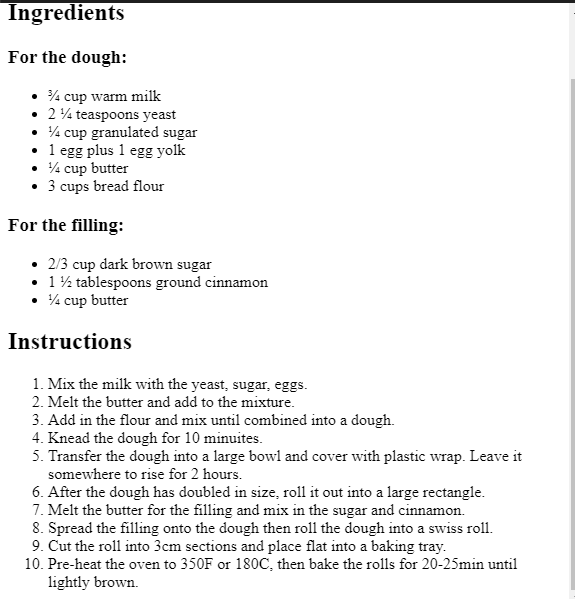 Ingredients
For the dough:
• ¾ cup warm milk
• 2 ¼ teaspoons yeast
• ¼ cup granulated sugar
• 1 egg plus 1 egg yolk
• ¼ cup butter
• 3 cups bread flour
For the filling:
• 2/3 cup dark brown sugar
• 1 ½ tablespoons ground cinnamon
• ¼ cup butter
Instructions
1. Mix the milk with the yeast, sugar, eggs.
2. Melt the butter and add to the mixture.
3. Add in the flour and mix until combined into a dough.
4. Knead the dough for 10 minuites.
5. Transfer the dough into a large bowl and cover with plastic wrap. Leave it
somewhere to rise for 2 hours.
6. After the dough has doubled in size, roll it out into a large rectangle.
7. Melt the butter for the filling and mix in the sugar and cinnamon.
8. Spread the filling onto the dough then roll the dough into a swiss roll.
9. Cut the roll into 3cm sections and place flat into a baking tray.
10. Pre-heat the oven to 350F or 180C, then bake the rolls for 20-25min until
lightly brown.